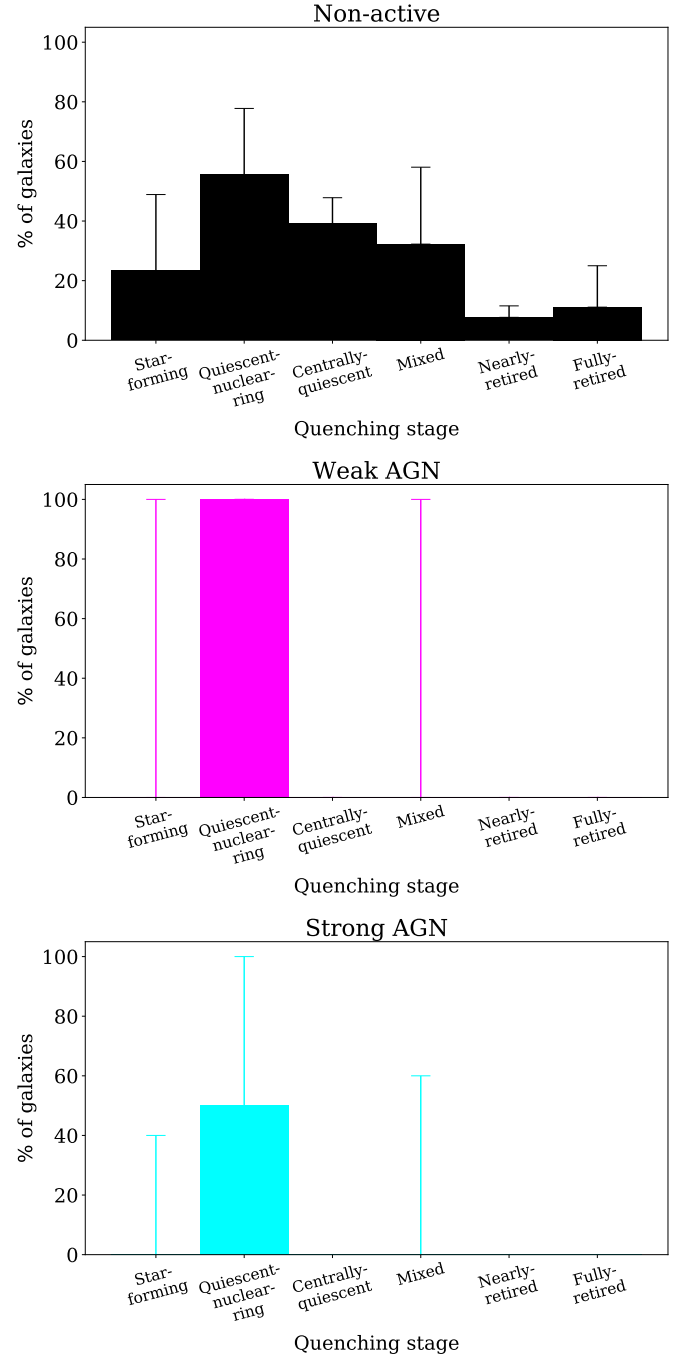 Non-active
100
80
60
40
20
0
% of galaxies
Star-
forming
Quiescent-
nuclear-
ring
Centrally-
quiescent
Mixed
Nearly-
retired
Fully-
retired
Quenching stage
Weak AGN
100
80
60
40
20
0
% of galaxies
Star-
forming
Quiescent-
nuclear-
ring
Centrally-
quiescent
Mixed
Nearly-
retired
Fully-
retired
Quenching stage
Strong AGN
100
80
60
40
20
0
% of galaxies
Star-
forming
Quiescent-
nuclear-
ring
Centrally-
quiescent
Mixed
Nearly-
retired
Fully-
retired
Quenching stage